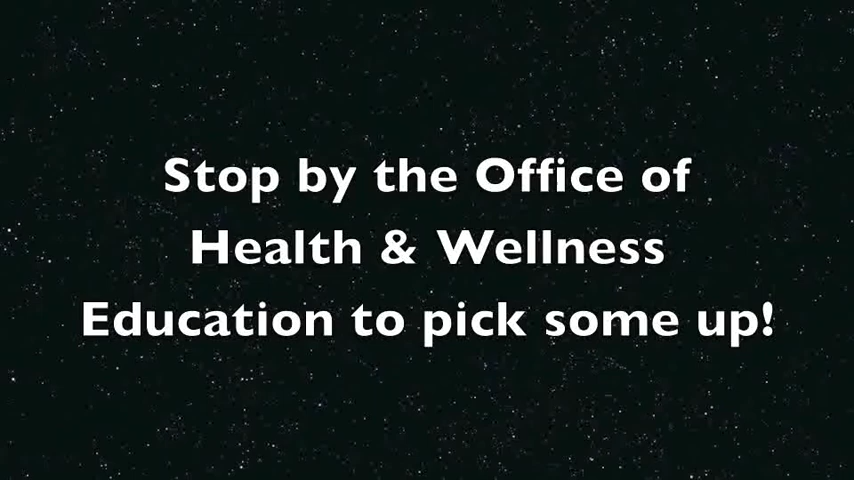 Stop by the Office of
Health & Wellness
Education to pick some up!